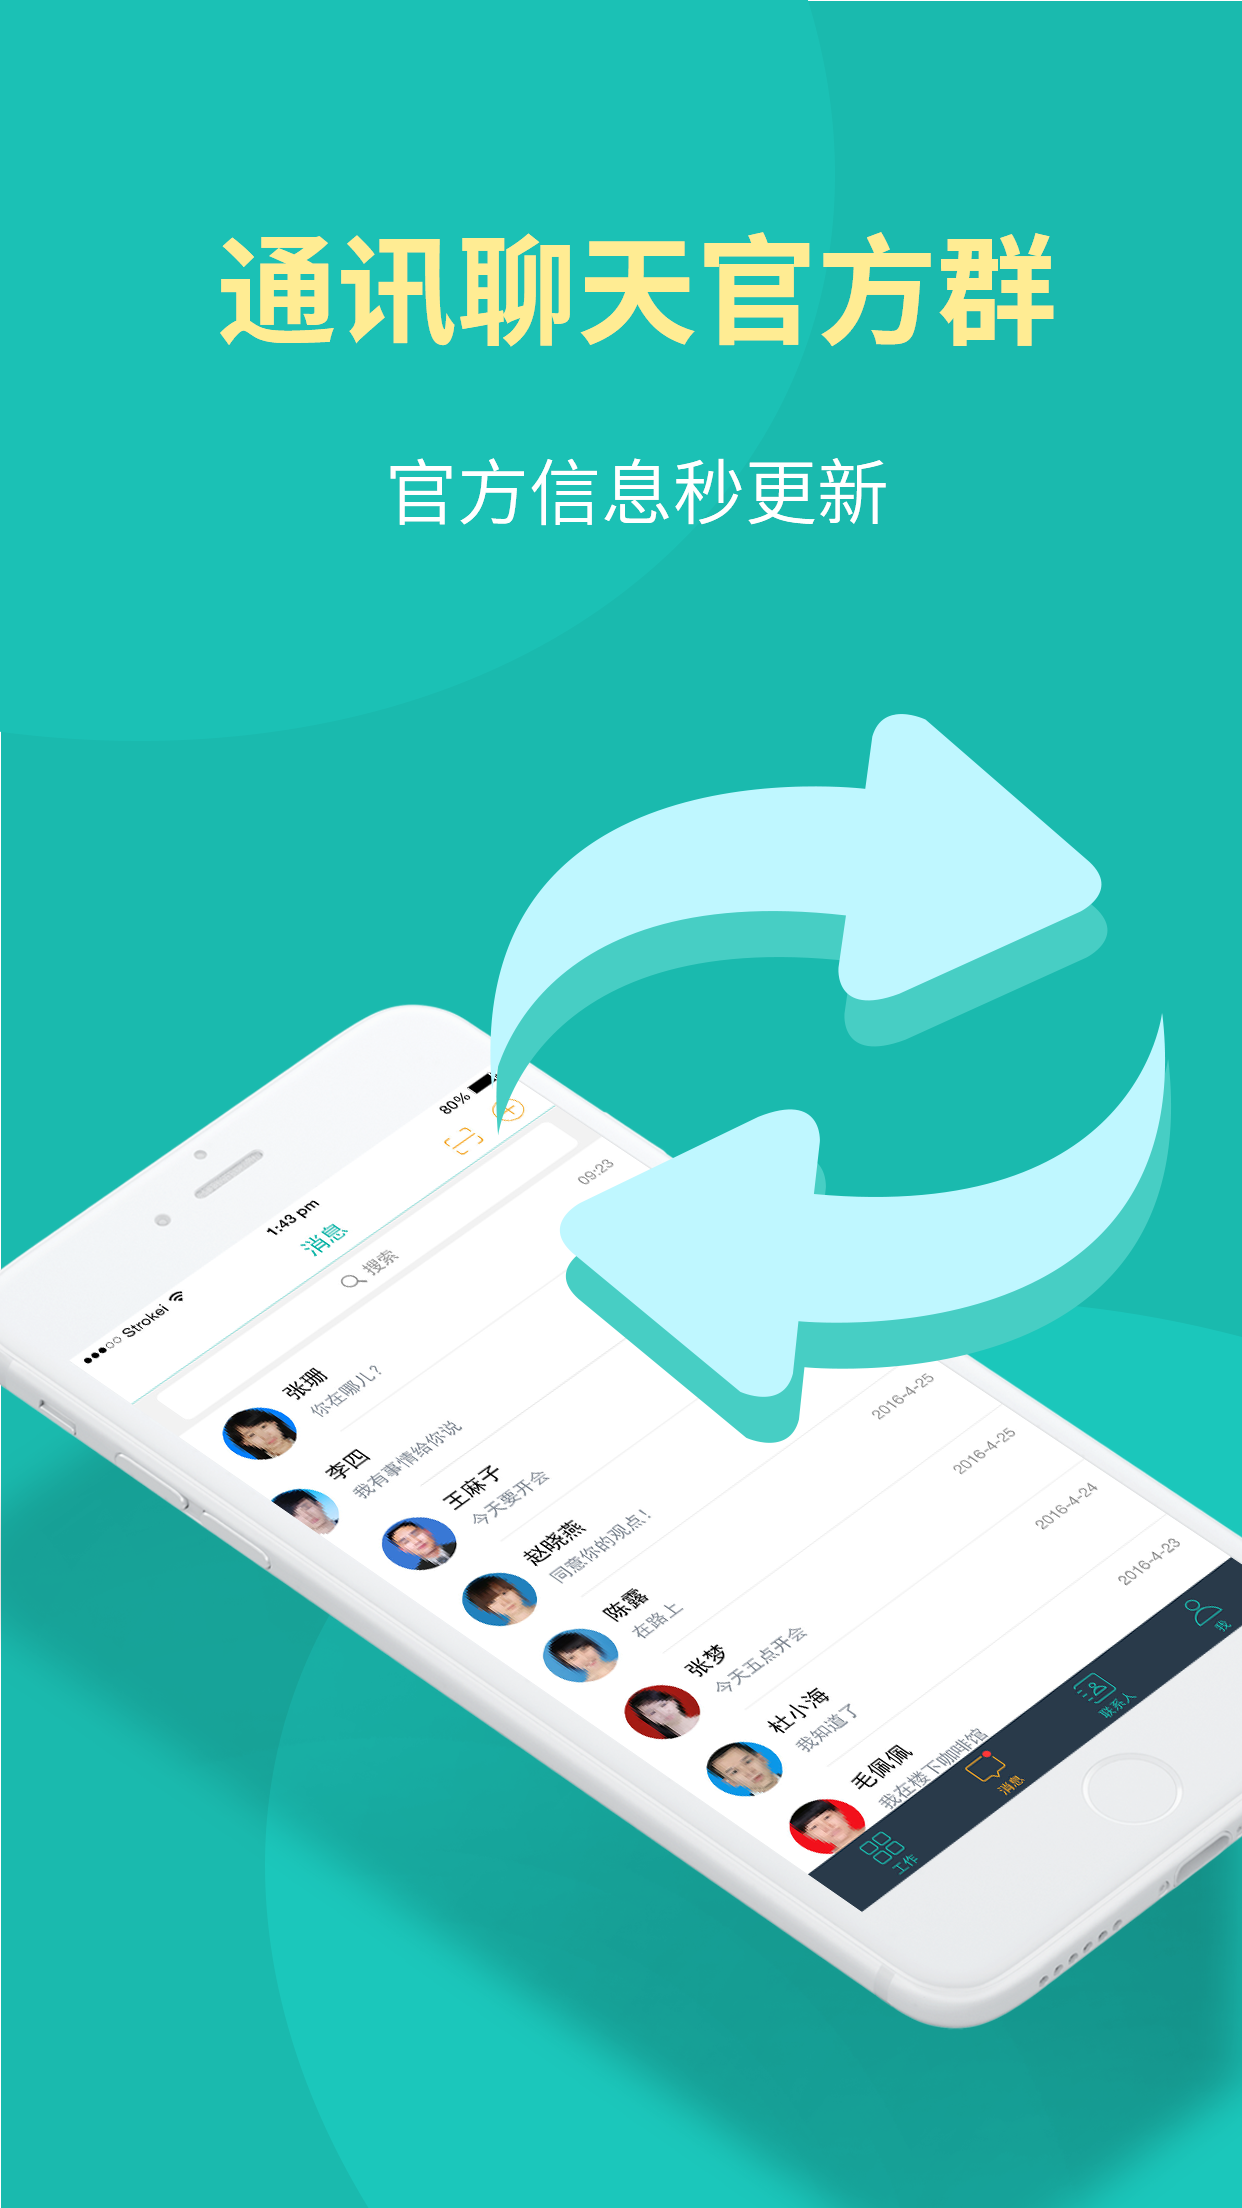 通讯聊天官方群
官方信息秒更新
Strokei
1:43 pm
80%
消息
搜索
张珊
09:23
你在哪儿？
李四
我有事情给你说
王麻子
今天要开会
赵晓燕
2016-4-25
同意你的观点！
陈露
2016-4-25
在路上
张梦
2016-4-24
今天五点开会
杜小海
2016-4-23
我知道了
毛佩佩
我在楼下咖啡馆
工作
消息
联系人
我